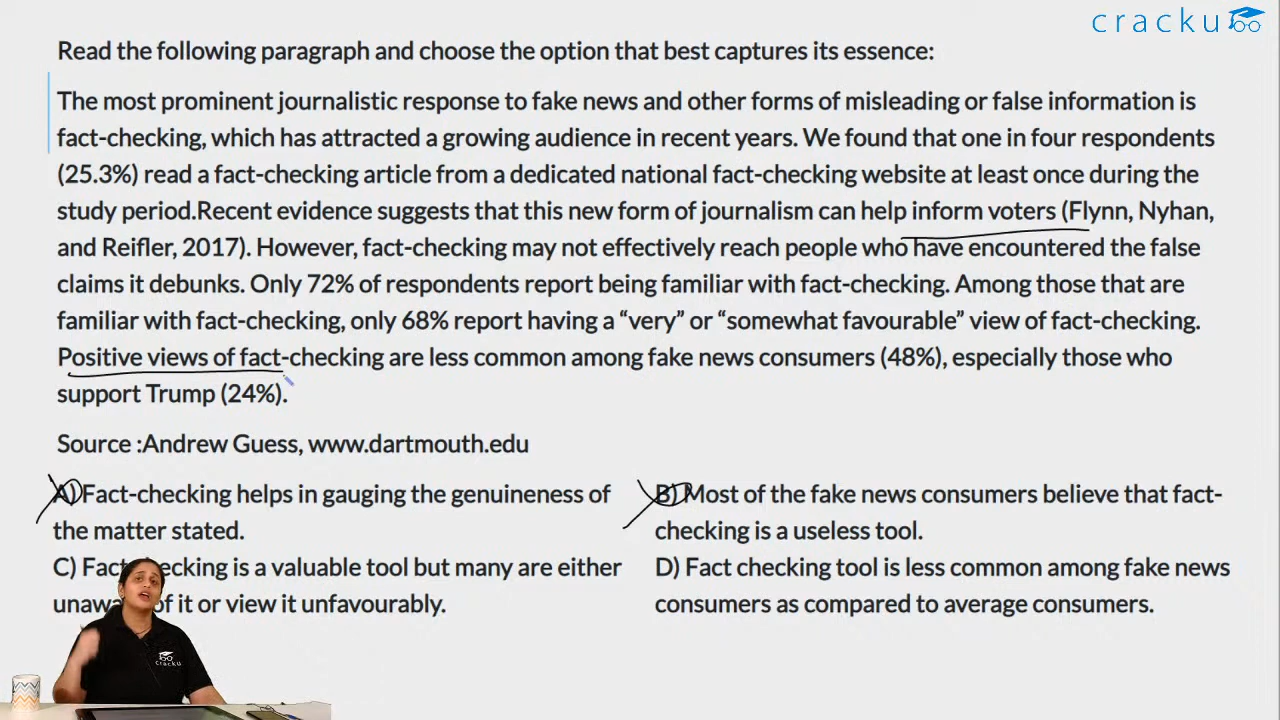 cracku
Read the following paragraph and choose the option that best captures its essence:
The most prominent journalistic response to fake news and other forms of misleading or false information is
fact-checking, which has attracted a growing audience in recent years. We found that one in four respondents
(25.3%) read a fact-checking article from a dedicated national fact-checking website at least once during the
study period.Recent evidence suggests that this new form of journalism can help inform voters (Flynn, Nyhan,
and Reifler, 2017). However, fact-checking may not effectively reach people who have encountered the false
claims it debunks. Only 72% of respondents report being familiar with fact-checking. Among those that are
familiar with fact-checking, only 68% report having a “very” or “somewhat favourable” view of fact-checking.
Positive views of fact-checking are less common among fake news consumers (48%), especially those who
support Trump (24%).
Source :Andrew Guess, www.dartmouth.edu
A) Fact-checking helps in gauging the genuineness of
the matter stated.
B) Most of the fake news consumers believe that fact-
checking is a useless tool.
C) Fact checking is a valuable tool but many are either
of it or view it unfavourably.
D) Fact checking tool is less common among fake news
consumers as compared to average consumers.
cracku